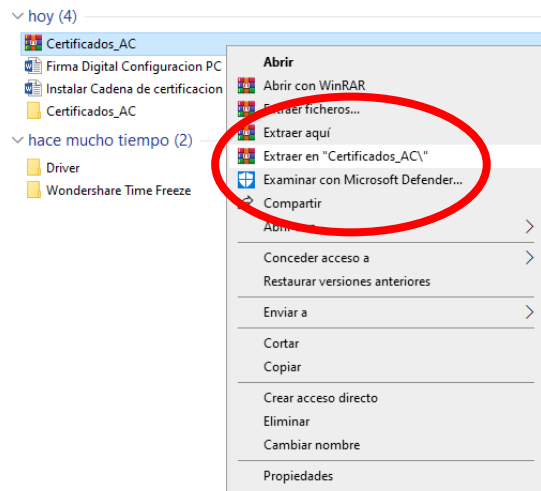 hoy (4)
Certificados_AC
Firma Digital Configuracion PC
Instalar Cadena de certificacion
Certificados_AC
hace mucho tiempo (2)
Driver
Wondershare Time Freeze
Abrir
Abrir con WinRAR
Extraer ficheros...
Extraer aquí
Extraer en "Certificados_AC\"
Examinar con Microsoft Defender...
Compartir
Abrir
Conceder acceso a
Restaurar versiones anteriores
Enviar a
Cortar
Copiar
Crear acceso directo
Eliminar
Cambiar nombre
Propiedades